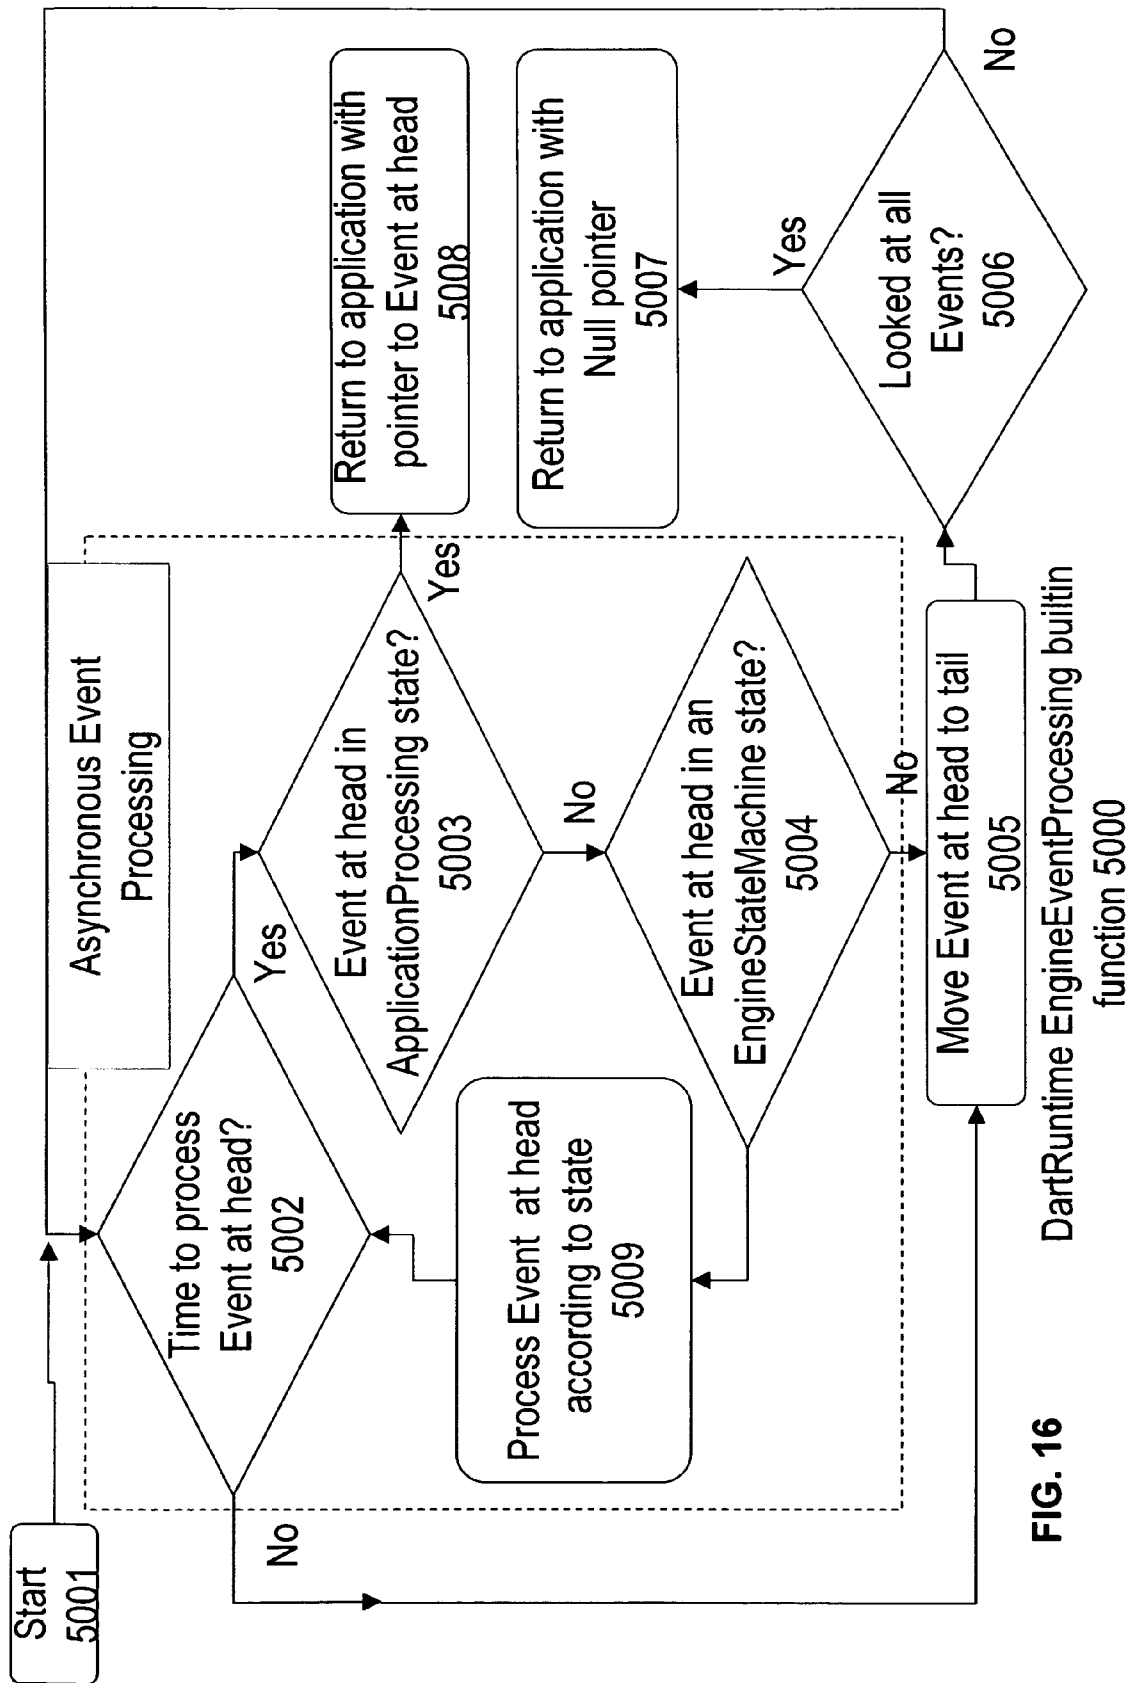 Start
5001
Asynchronous Event
Processing
Time to process
Event at head?
5002
Yes
No
Event at head in
ApplicationProcessing state?
5003
Yes
No
Return to application with
pointer to Event at head
5008
Process Event at head
according to state
5009
Event at head in an
EngineStateMachine state?
5004
No
Return to application with
Null pointer
5007
Move Event at head to tail
5005
Looked at all
Events?
5006
Yes
No
DartRuntime EngineEventProcessing builtin
function 5000
FIG. 16